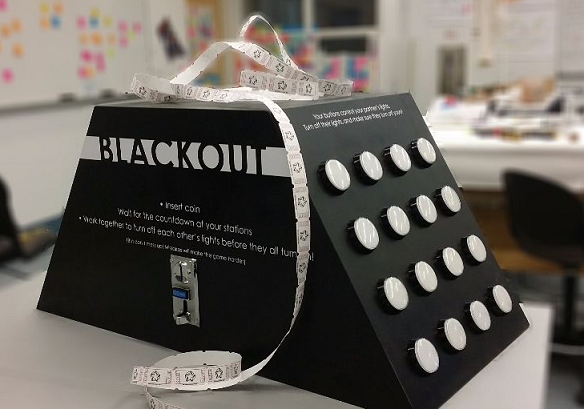 Your buttons control your partner's lights.
Turn off their lights, and make sure they turn off yours!
BLACKOUT
• Insert coin
Wait for the countdown at your stations
• Work together to turn off each other's lights before they all turn on!